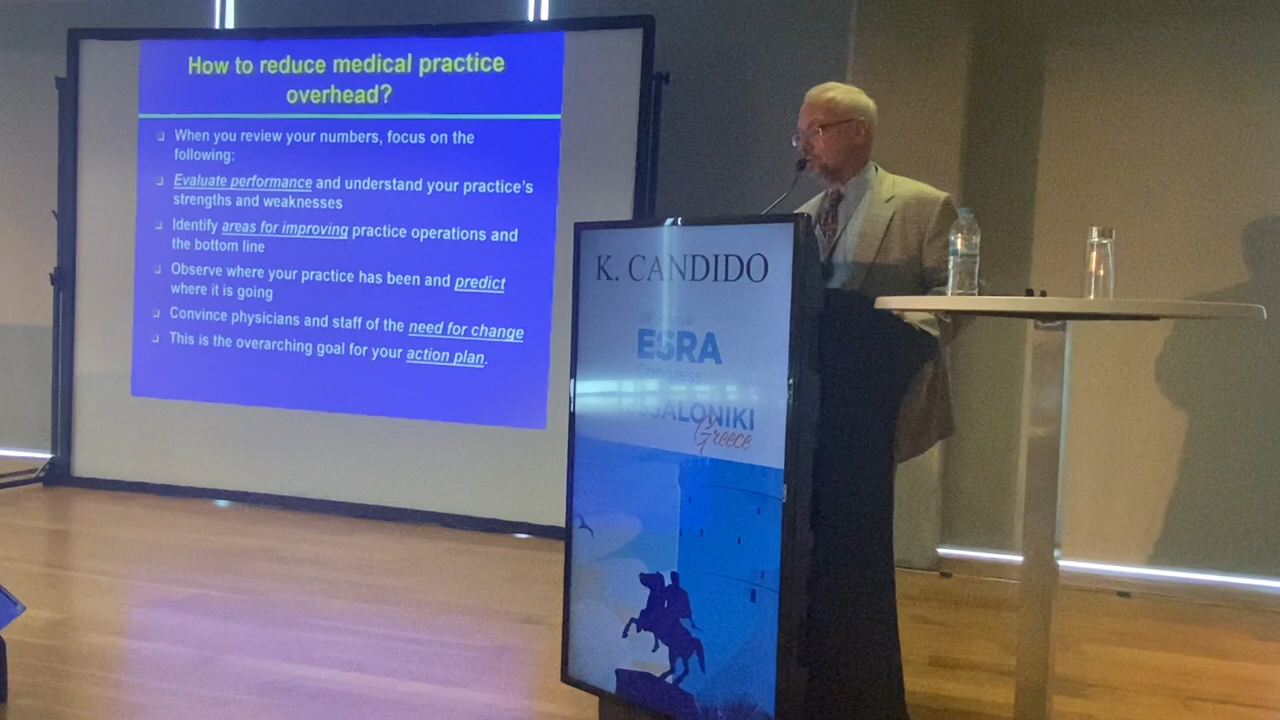 How to reduce medical practice
overhead?
When you review your numbers, focus on the
following:
Evaluate performance and understand your practice's
strengths and weaknesses
Identify areas for improving practice operations and
the bottom line
Observe where your practice has been and predict
where it is going
Convince physicians and staff of the need for change
This is the overarching goal for your action plan.
K. CANDIDO
ESRA
Congress
Greece